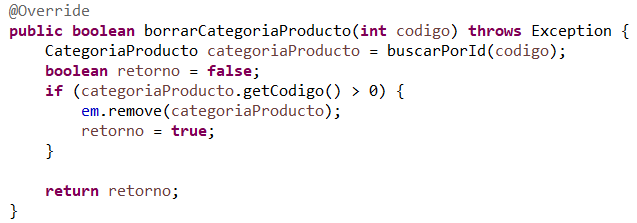 @Override
public boolean borrarCategoriaProducto(int codigo) throws Exception {
    CategoriaProducto categoriaProducto = buscarPorId(codigo);
    boolean retorno = false;
    if (categoriaProducto.getCodigo() > 0) {
        em.remove(categoriaProducto);
        retorno = true;
    }

    return retorno;
}